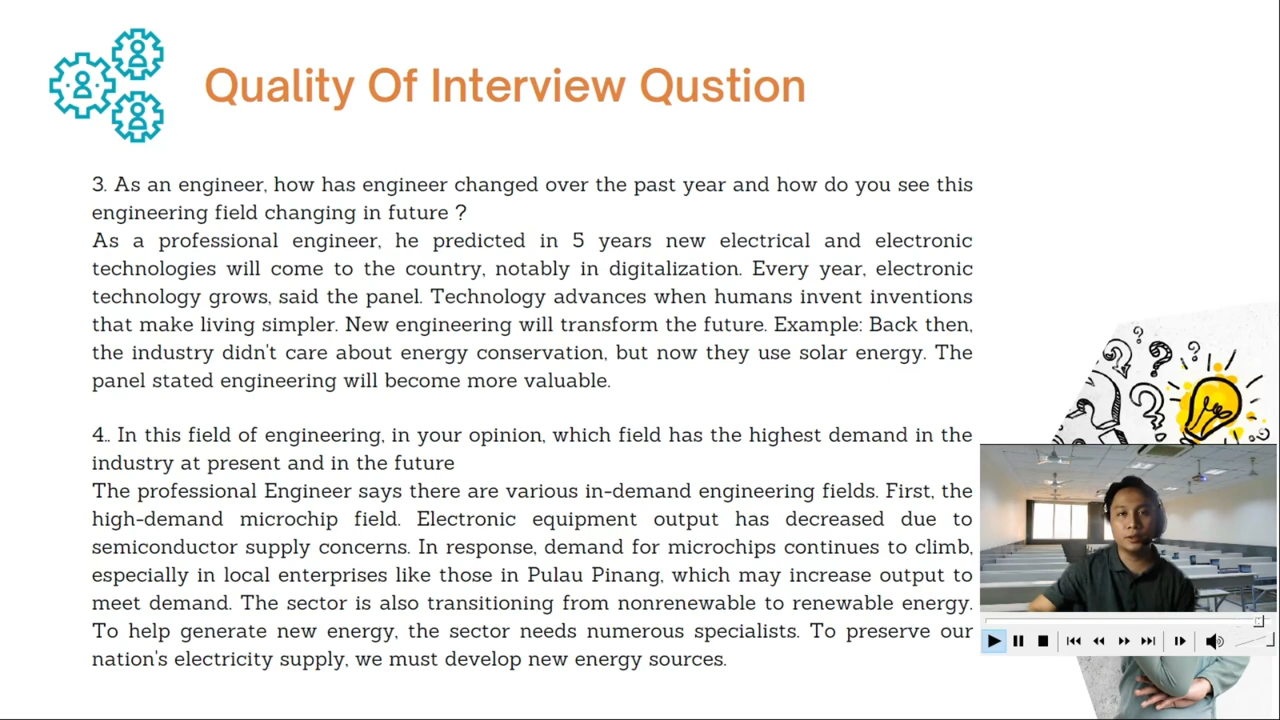 Quality Of Interview Qustion
3. As an engineer, how has engineer changed over the past year and how do you see this
engineering field changing in future ?
As a professional engineer, he predicted in 5 years new electrical and electronic
technologies will come to the country, notably in digitalization. Every year, electronic
technology grows, said the panel. Technology advances when humans invent inventions
that make living simpler. New engineering will transform the future. Example: Back then,
the industry didn't care about energy conservation, but now they use solar energy. The
panel stated engineering will become more valuable.
4.. In this field of engineering, in your opinion, which field has the highest demand in the
industry at present and in the future
The professional Engineer says there are various in-demand engineering fields. First, the
high-demand microchip field. Electronic equipment output has decreased due to
semiconductor supply concerns. In response, demand for microchips continues to climb,
especially in local enterprises like those in Pulau Pinang, which may increase output to
meet demand. The sector is also transitioning from nonrenewable to renewable energy.
To help generate new energy, the sector needs numerous specialists. To preserve our
nation's electricity supply, we must develop new energy sources.